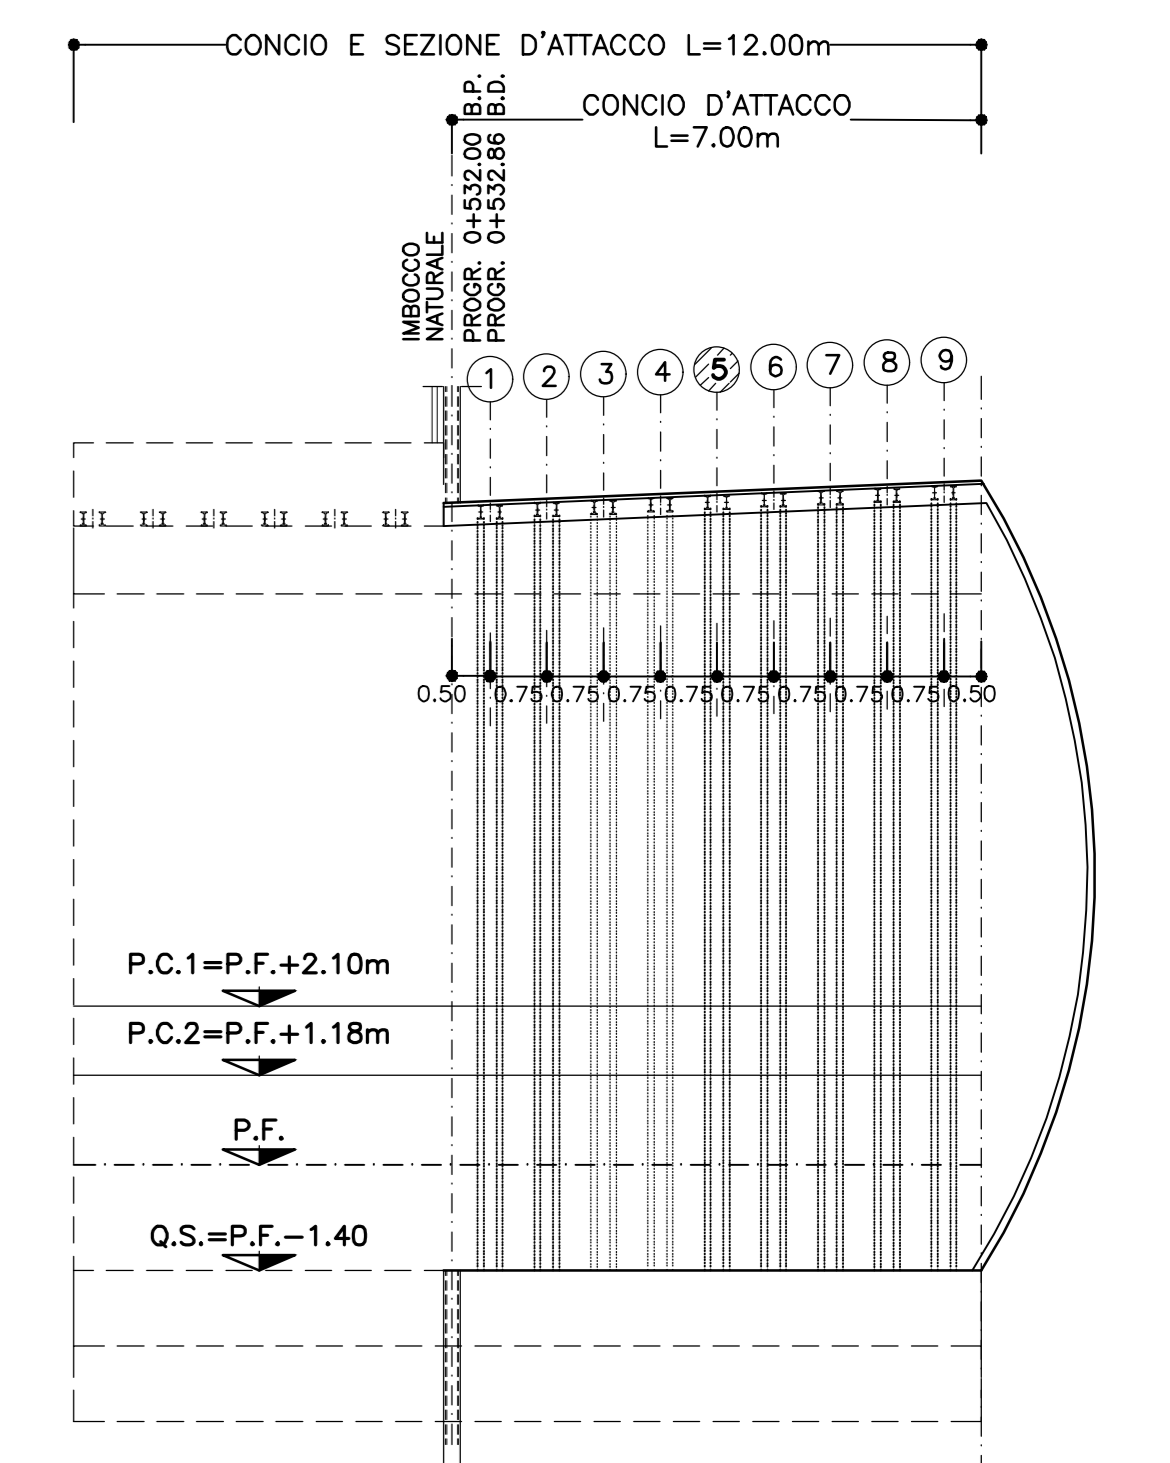 CONCIO E SEZIONE D'ATTACCO L=12.00m
CONCIO D'ATTACCO
L=7.00m
IMBOCCO
NATURALE
PROGR. 0+532.00 B.P.
PROGR. 0+532.86 B.D.
1 2 3 4 5 6 7 8 9
0.50 0.75 0.75 0.75 0.75 0.75 0.75 0.75 0.75 0.50
P.C.1=P.F.+2.10m
P.C.2=P.F.+1.18m
P.F.
Q.S.=P.F.-1.40